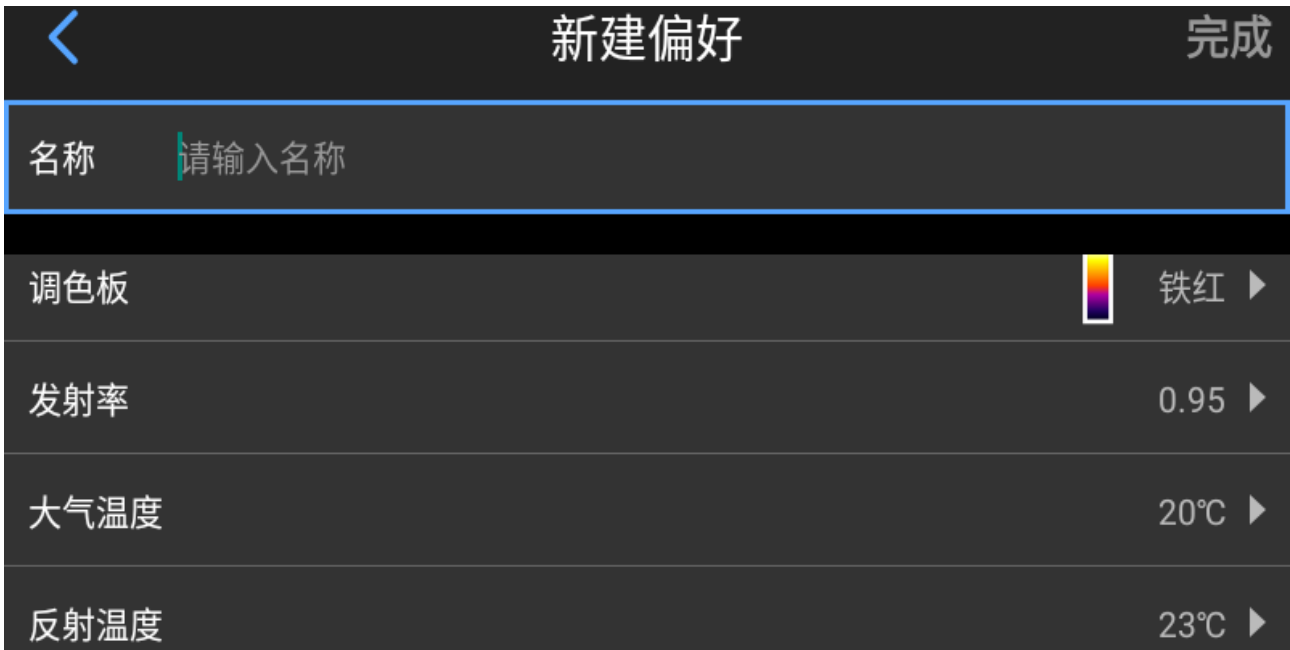 新建偏好 完成
名称 请输入名称
调色板 铁红
发射率 0.95
大气温度 20℃
反射温度 23℃